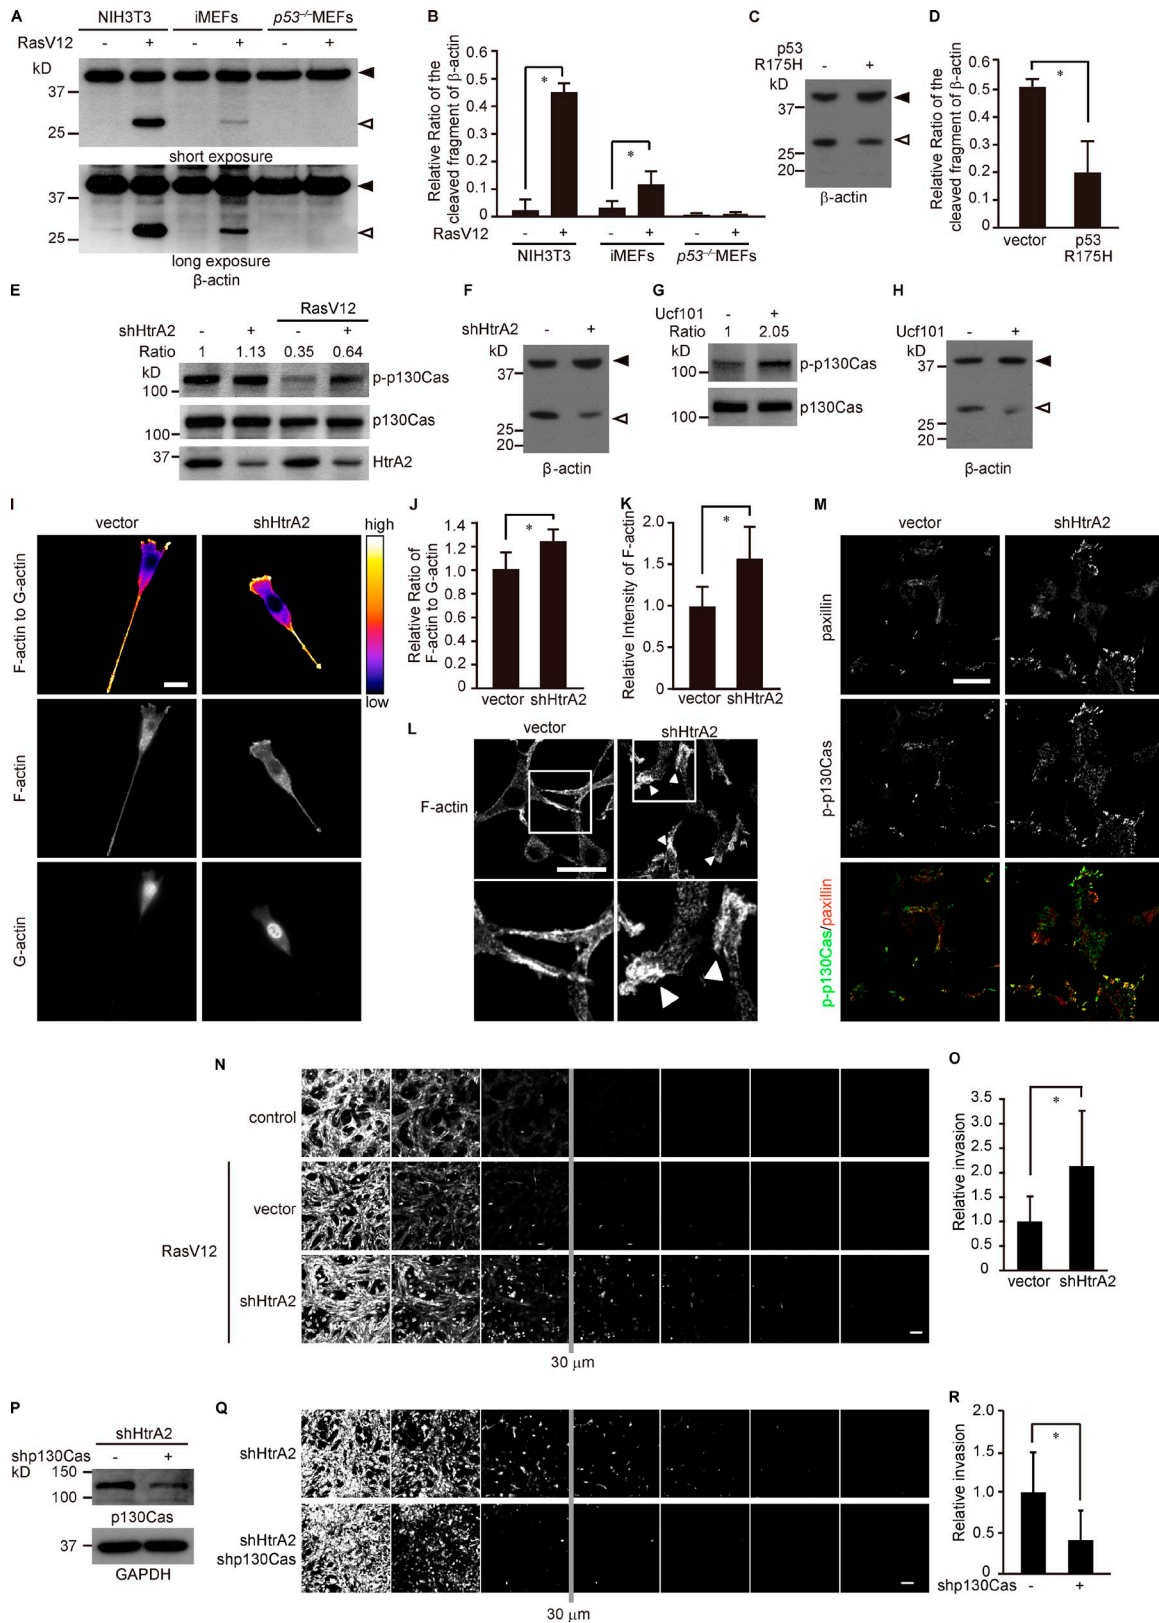 A
NIH3T3 iMEFs p53–/–MEFs
RasV12 - + - + - +
kD
37
25
short exposure
37
25
long exposure
β-actin
B
Relative Ratio of the
cleaved fragment of β-actin
0.6
0.5
0.4
0.3
0.2
0.1
0
*
*
RasV12 - + - + - +
NIH3T3 iMEFs p53–/–MEFs
C
p53
R175H - +
kD
37
25
20
β-actin
D
Relative Ratio of the
cleaved fragment of β-actin
0.6
0.5
0.4
0.3
0.2
0.1
0
*
vector p53
R175H
E
RasV12
shHtrA2 - + - +
Ratio 1 1.13 0.35 0.64
kD
100
p-p130Cas
100
p130Cas
37
HtrA2
F
shHtrA2 - +
kD
37
25
20
β-actin
G
Ucf101 - +
Ratio 1 2.05
kD
100
p-p130Cas
100
p130Cas
H
Ucf101 - +
kD
37
25
20
β-actin
I
vector shHtrA2
high
low
F-actin to G-actin
F-actin
G-actin
J
Relative Ratio of
F-actin to G-actin
1.4
1.2
1.0
0.8
0.6
0.4
0.2
0
*
vector shHtrA2
K
Relative Intensity of F-actin
2.0
1.5
1.0
0.5
0
*
vector shHtrA2
L
vector shHtrA2
F-actin
M
vector shHtrA2
paxillin
p-p130Cas
p-p130Cas/paxillin
N
control
RasV12
vector
shHtrA2
30 μm
O
Relative invasion
3.5
3.0
2.5
2.0
1.5
1.0
0.5
0
*
vector shHtrA2
P
shHtrA2
shp130Cas - +
kD
150
100
p130Cas
37
GAPDH
Q
shHtrA2
shHtrA2
shp130Cas
30 μm
R
Relative invasion
2.0
1.5
1.0
0.5
0
*
shp130Cas - +